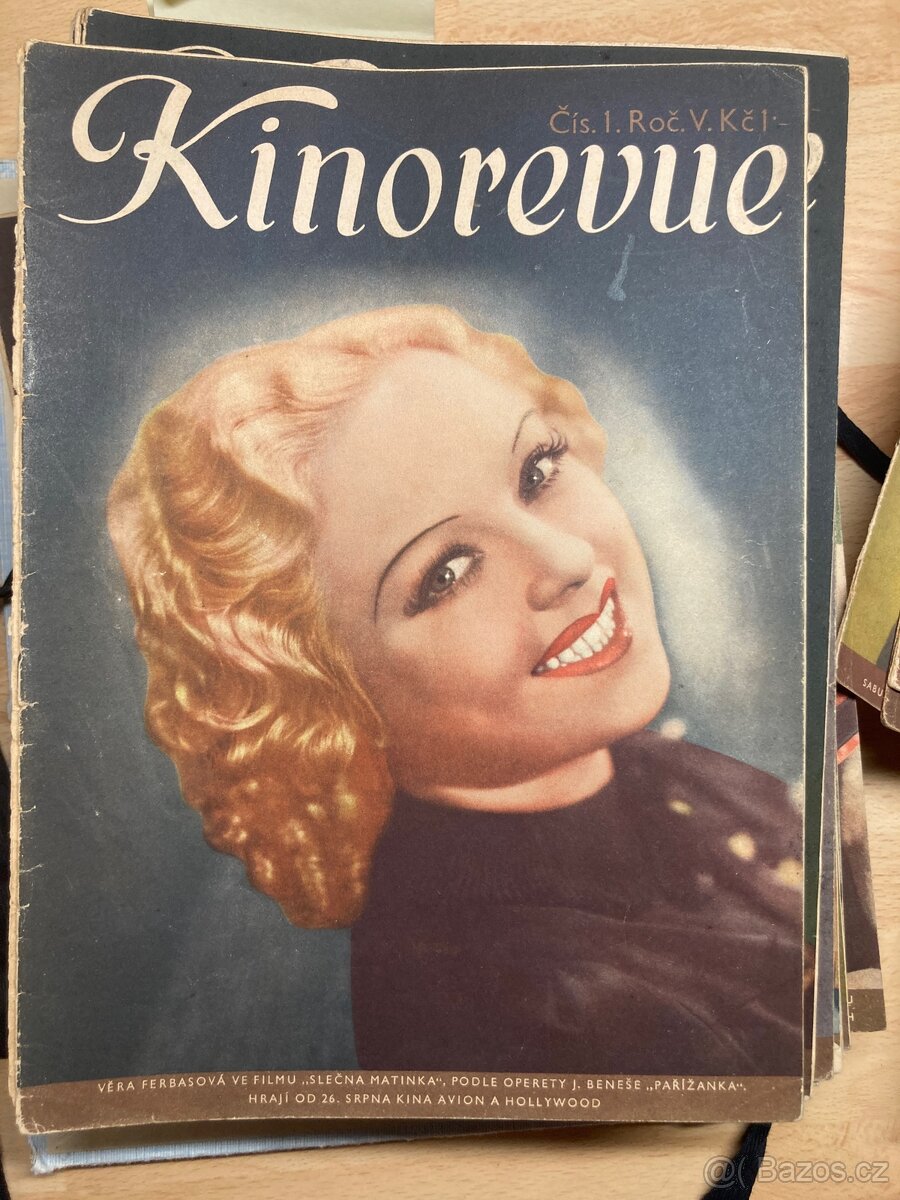 Čís. 1. Roč. V. Kč 1·–
Kinorevue
e
SABU
VĚRA FERBASOVÁ VE FILMU „SLEČNA MATINKA“, PODLE OPERETY J. BENEŠE „PAŘÍŽANKA“.
HRAJÍ OD 26. SRPNA KINA AVION A HOLLYWOOD
U
H
@( Bazos.cz